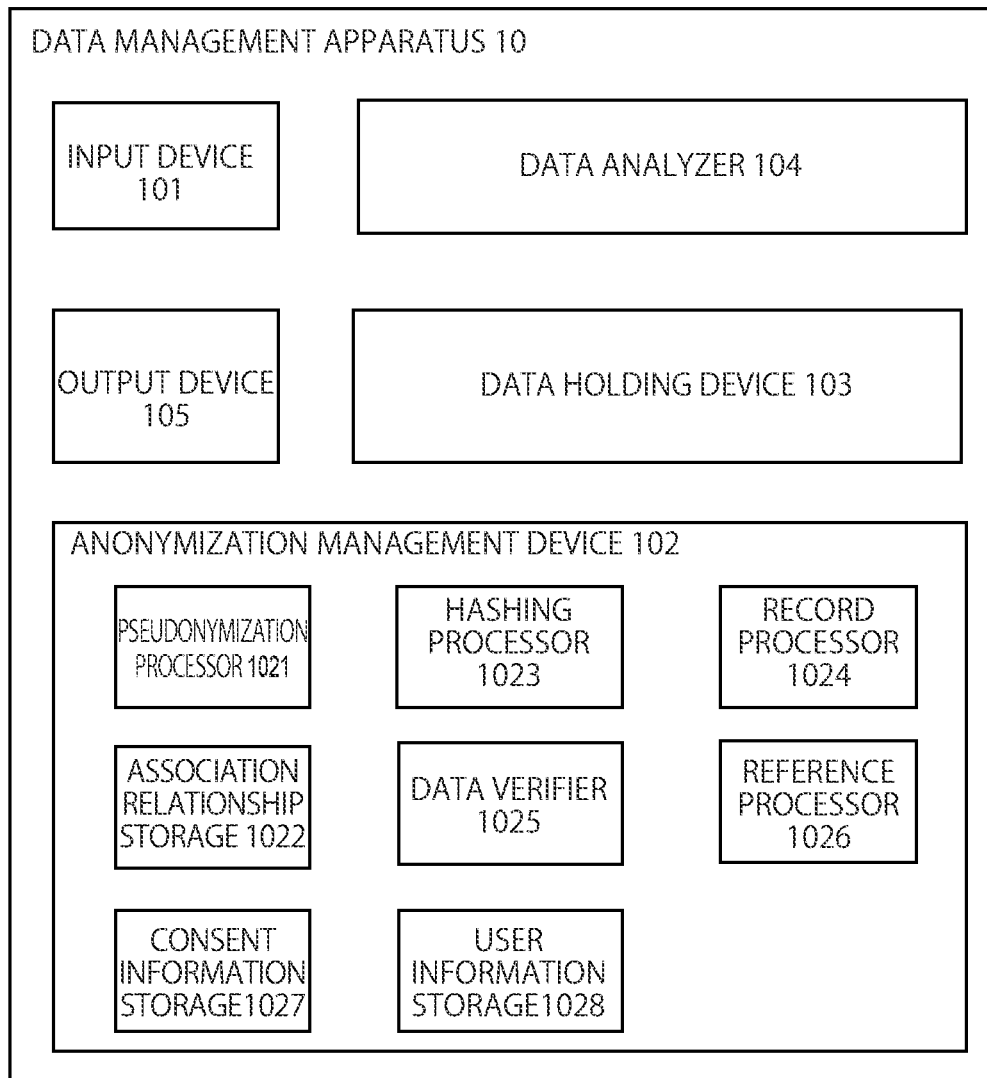 DATA MANAGEMENT APPARATUS 10
INPUT DEVICE
101
DATA ANALYZER 104
OUTPUT DEVICE
105
DATA HOLDING DEVICE 103
ANONYMIZATION MANAGEMENT DEVICE 102
PSEUDONYMIZATION
PROCESSOR 1021
HASHING
PROCESSOR
1023
RECORD
PROCESSOR
1024
ASSOCIATION
RELATIONSHIP
STORAGE 1022
DATA VERIFIER
1025
REFERENCE
PROCESSOR
1026
CONSENT
INFORMATION
STORAGE1027
USER
INFORMATION
STORAGE1028